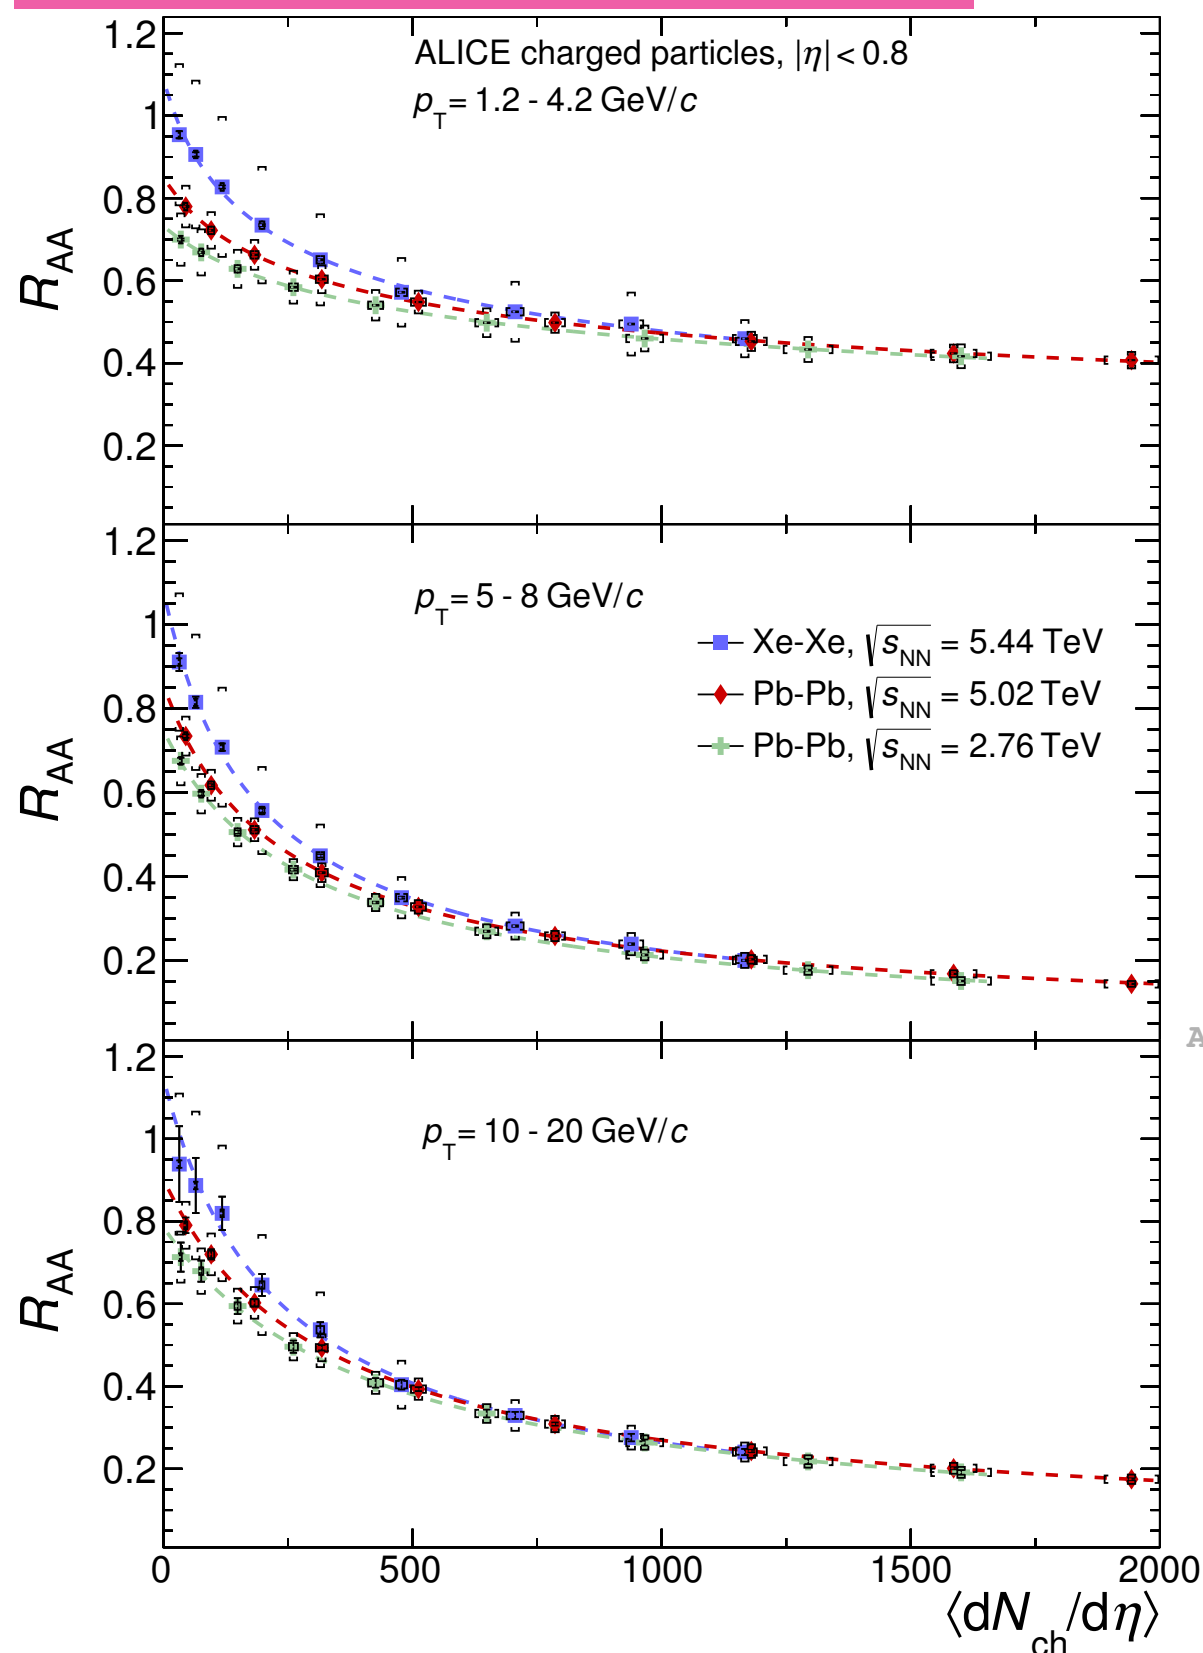 ALICE charged particles, |η| < 0.8
p_T = 1.2 - 4.2 GeV/c
1.2
1
0.8
0.6
0.4
0.2
R_AA
p_T = 5 - 8 GeV/c
Xe-Xe, √s_NN = 5.44 TeV
Pb-Pb, √s_NN = 5.02 TeV
Pb-Pb, √s_NN = 2.76 TeV
1.2
1
0.8
0.6
0.4
0.2
R_AA
A
p_T = 10 - 20 GeV/c
1.2
1
0.8
0.6
0.4
0.2
R_AA
0 500 1000 1500 2000
⟨dN_ch/dη⟩